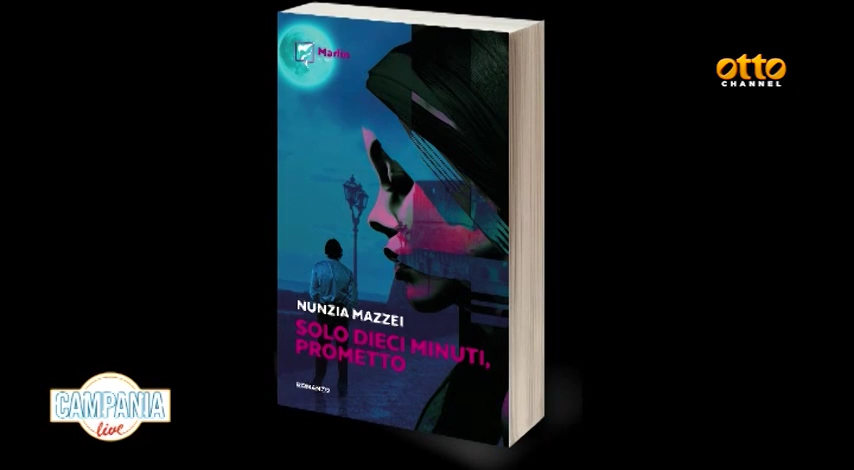 Marlin
otto
CHANNEL
NUNZIA MAZZEI
SOLO DIECI MINUTI,
PROMETTO
ROMANZO
CAMPANIA
live